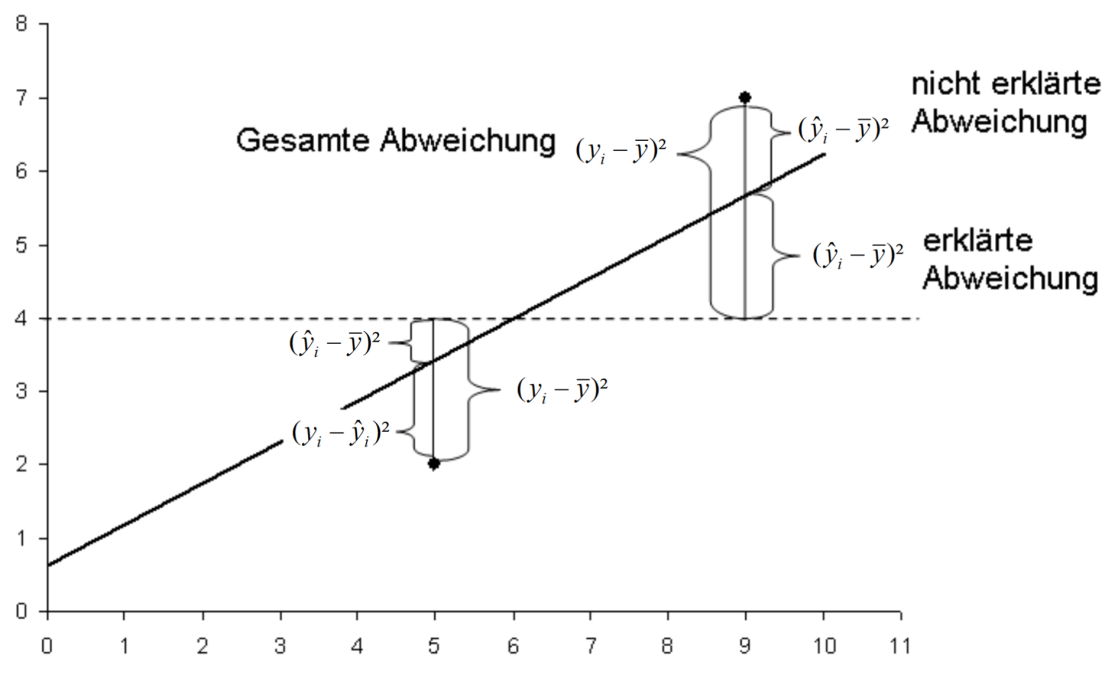 8
7
nicht erklärte
Abweichung
(ŷᵢ − ȳ)²
Gesamte Abweichung
(yᵢ − ȳ)²
6
5
erklärte
Abweichung
(ŷᵢ − ȳ)²
4
(ŷᵢ − ȳ)²
3
(yᵢ − ȳ)²
(yᵢ − ŷᵢ)²
2
1
0
0 1 2 3 4 5 6 7 8 9 10 11